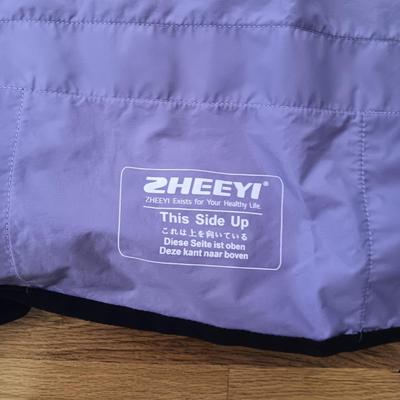 ZHEEYI®
ZHEEYI Exists for Your Healthy Life.
This Side Up
これは上を向いている
Diese Seite ist oben
Deze kant naar boven